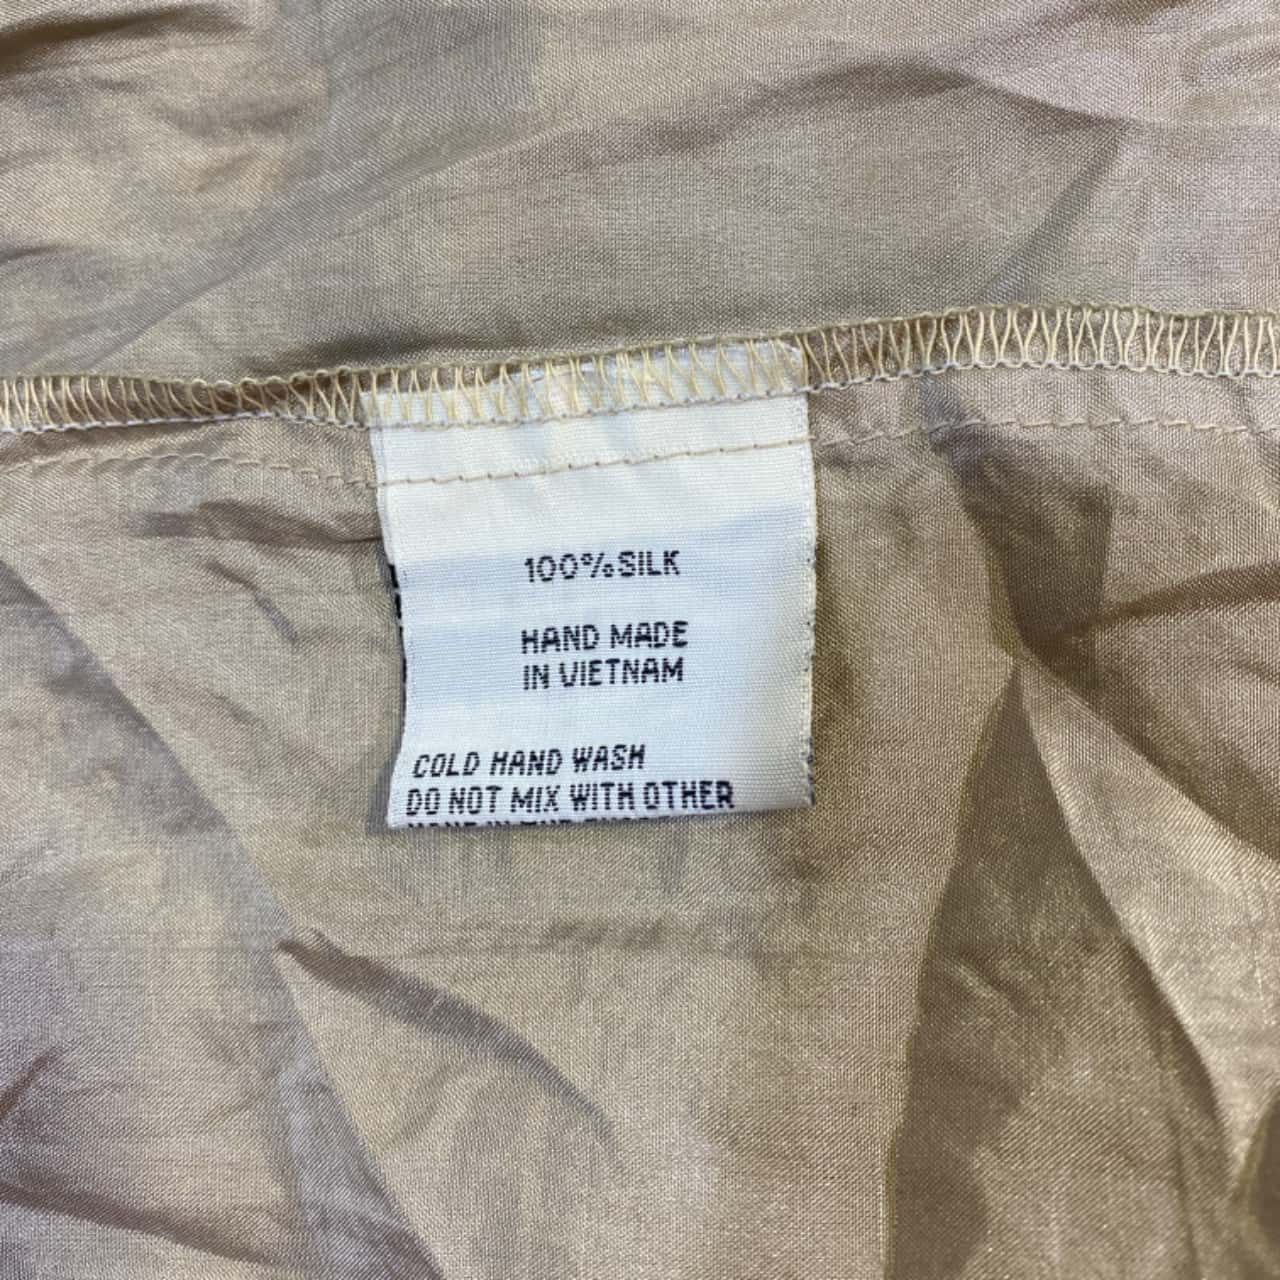 100% SILK
HAND MADE
IN VIETNAM
COLD HAND WASH
DO NOT MIX WITH OTHER